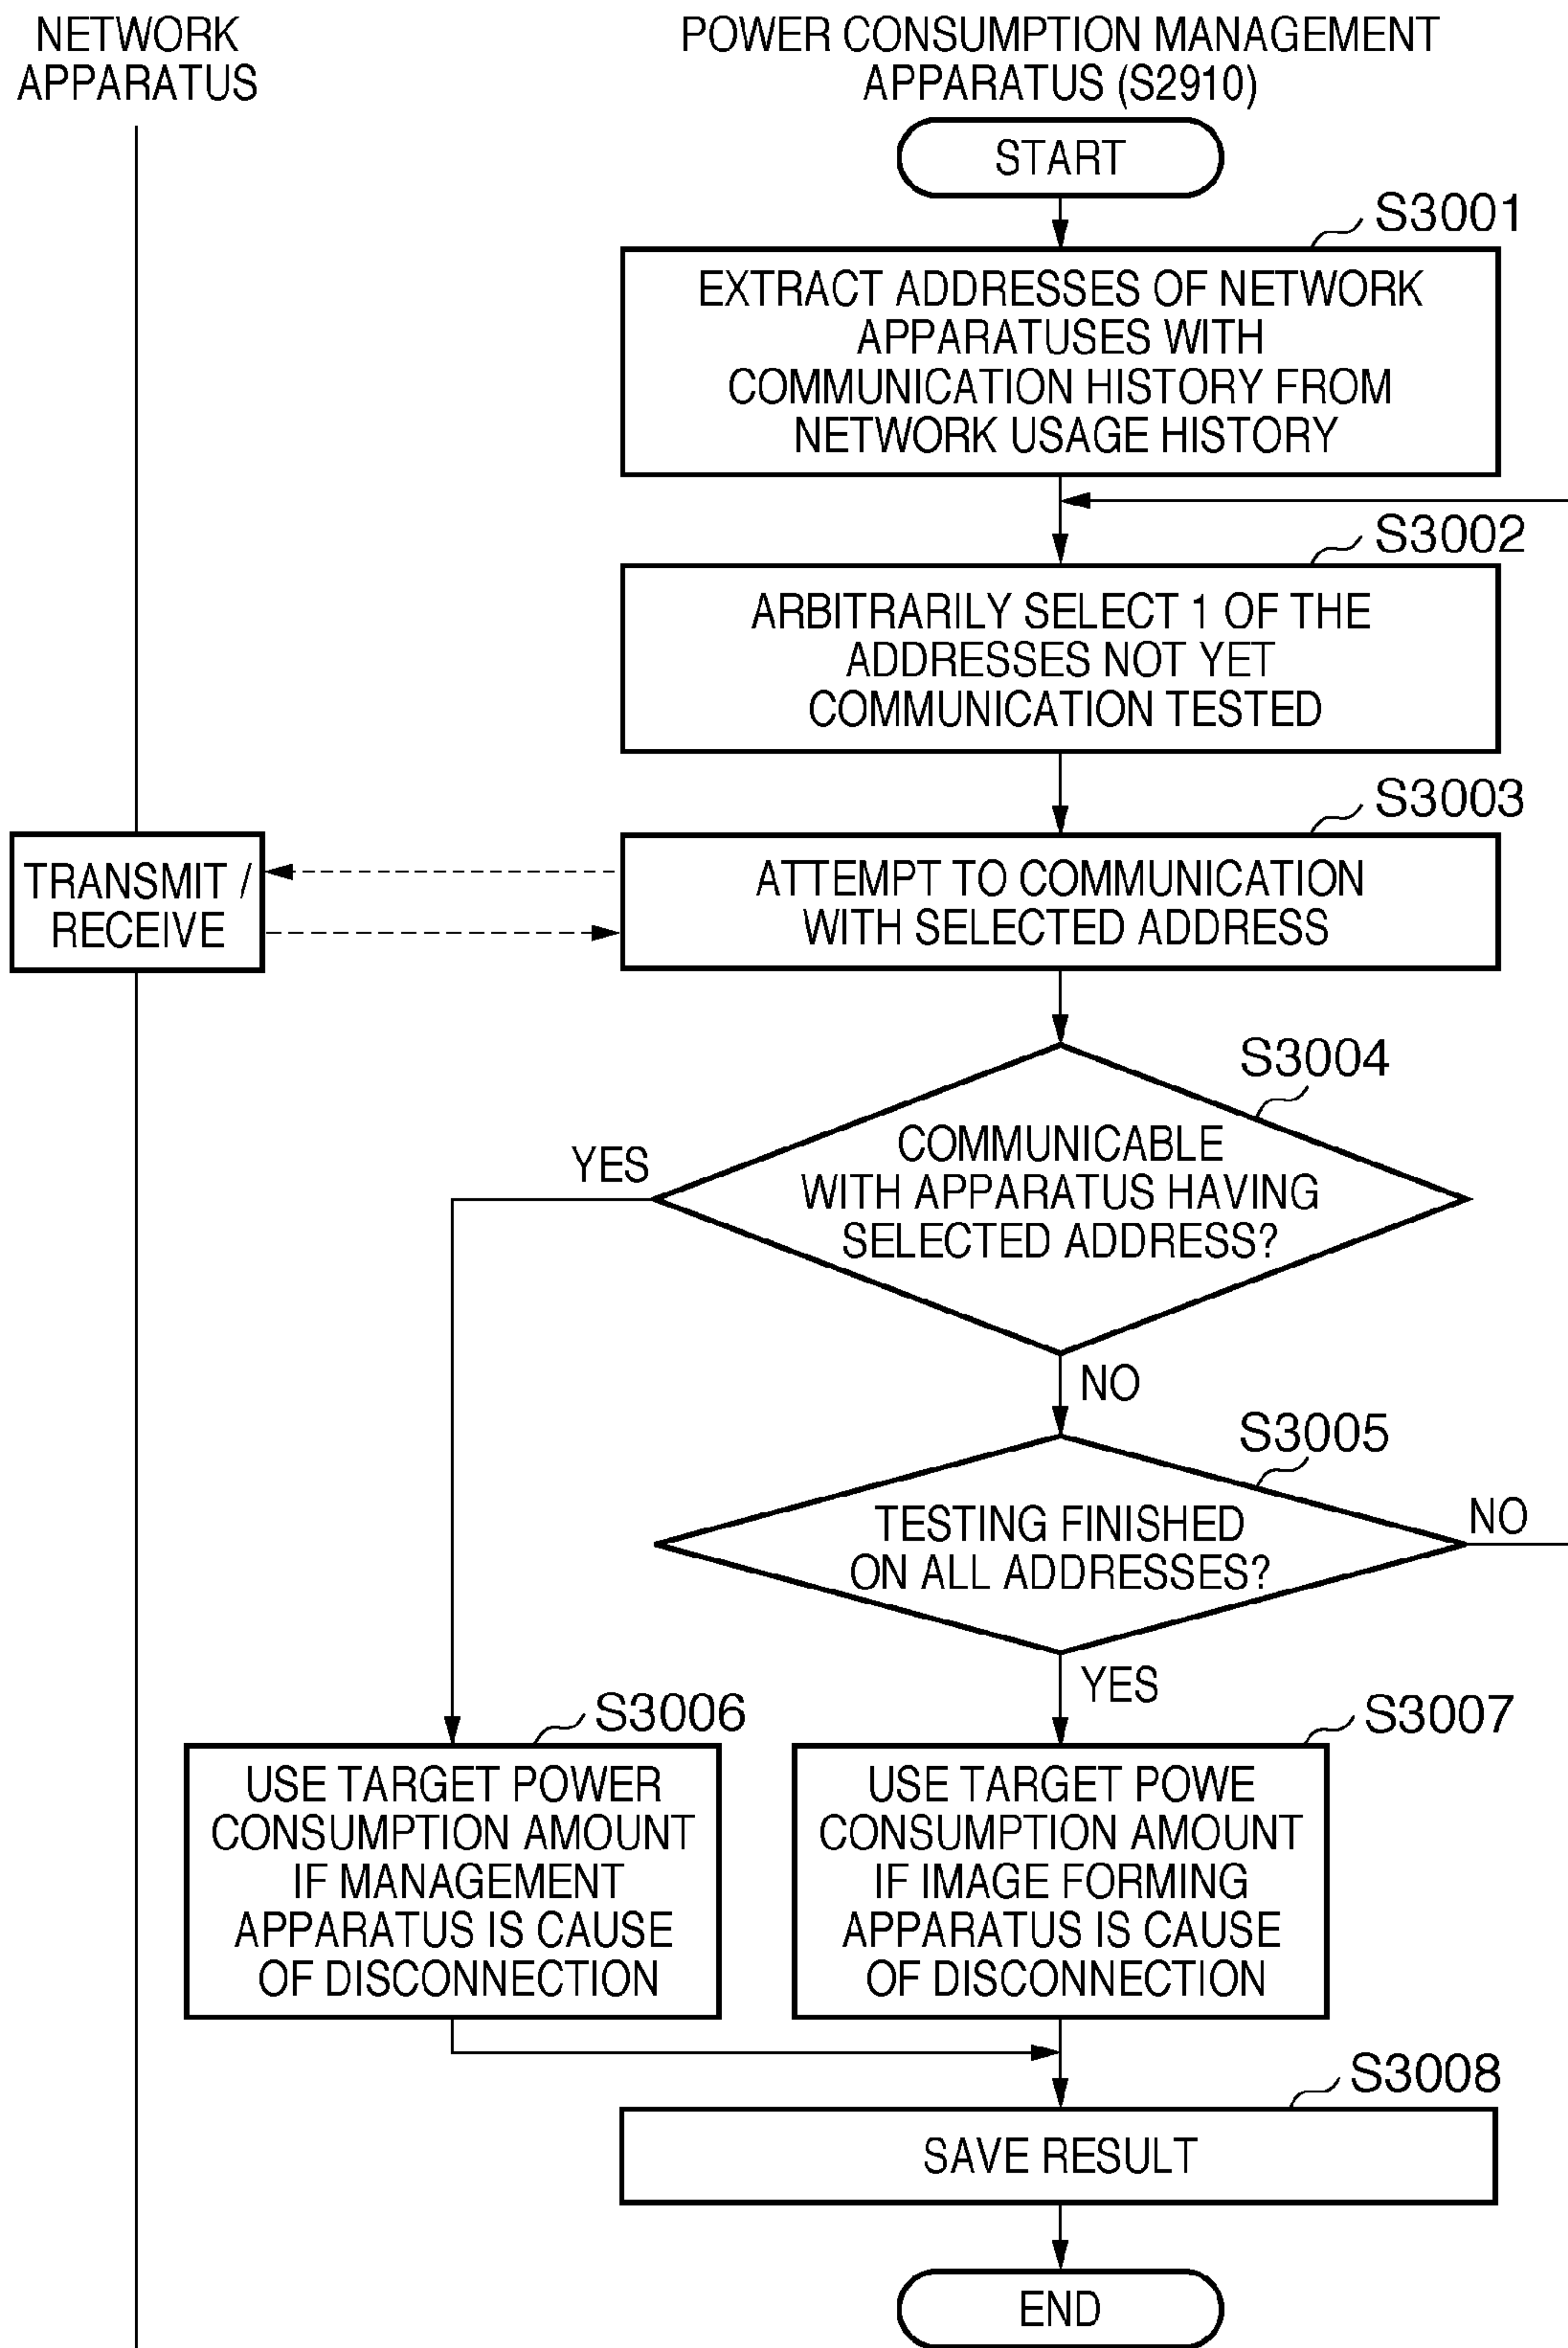 NETWORK
APPARATUS
POWER CONSUMPTION MANAGEMENT
APPARATUS (S2910)
START
S3001
EXTRACT ADDRESSES OF NETWORK
APPARATUSES WITH
COMMUNICATION HISTORY FROM
NETWORK USAGE HISTORY
S3002
ARBITRARILY SELECT 1 OF THE
ADDRESSES NOT YET
COMMUNICATION TESTED
S3003
TRANSMIT /
RECEIVE
ATTEMPT TO COMMUNICATION
WITH SELECTED ADDRESS
S3004
YES
COMMUNICABLE
WITH APPARATUS HAVING
SELECTED ADDRESS?
NO
S3005
TESTING FINISHED
ON ALL ADDRESSES?
NO
YES
S3006
USE TARGET POWER
CONSUMPTION AMOUNT
IF MANAGEMENT
APPARATUS IS CAUSE
OF DISCONNECTION
S3007
USE TARGET POWE
CONSUMPTION AMOUNT
IF IMAGE FORMING
APPARATUS IS CAUSE
OF DISCONNECTION
S3008
SAVE RESULT
END